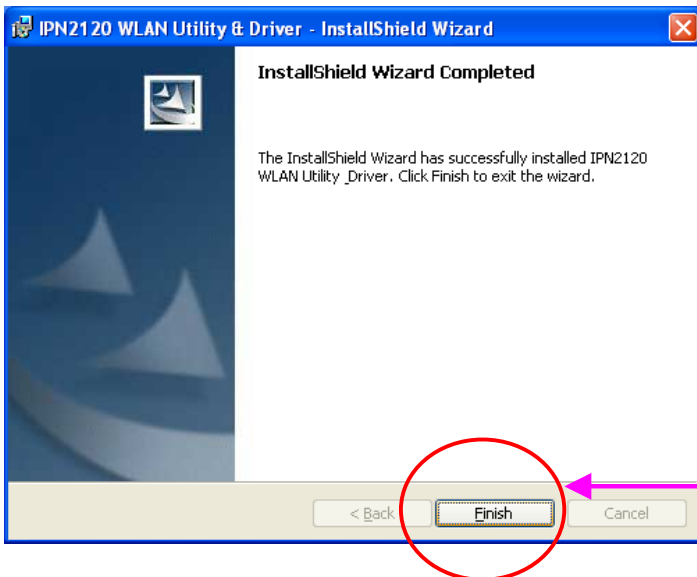 IPN2120 WLAN Utility & Driver - InstallShield Wizard
InstallShield Wizard Completed
The InstallShield Wizard has successfully installed IPN2120
WLAN Utility _Driver. Click Finish to exit the wizard.
< Back Finish Cancel